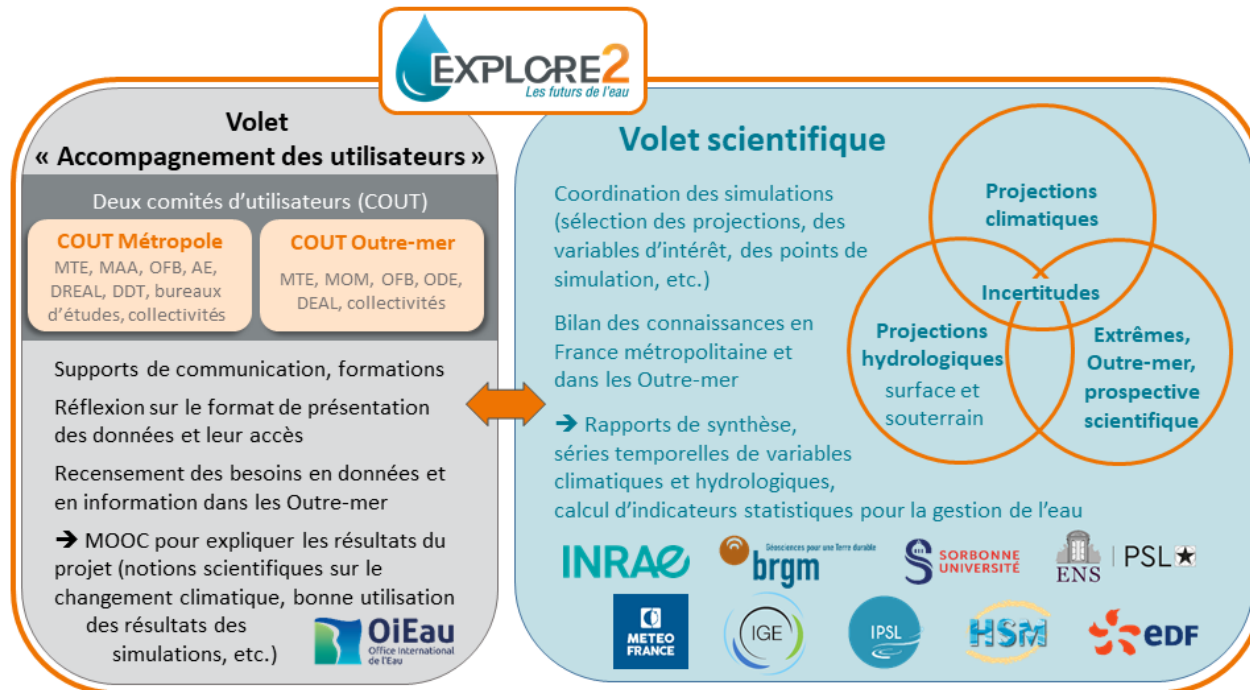 EXPLORE2
Les futurs de l'eau
Volet
« Accompagnement des utilisateurs »
Deux comités d'utilisateurs (COUT)
COUT Métropole
MTE, MAA, OFB, AE,
DREAL, DDT, bureaux
d'études, collectivités
COUT Outre-mer
MTE, MOM, OFB, ODE,
DEAL, collectivités
Supports de communication, formations
Réflexion sur le format de présentation
des données et leur accès
Recensement des besoins en données et
en information dans les Outre-mer
➔ MOOC pour expliquer les résultats du
projet (notions scientifiques sur le
changement climatique, bonne utilisation
des résultats des
simulations, etc.)
OiEau
Office International
de l'Eau
Volet scientifique
Coordination des simulations
(sélection des projections, des
variables d'intérêt, des points de
simulation, etc.)
Bilan des connaissances en
France métropolitaine et
dans les Outre-mer
➔ Rapports de synthèse,
séries temporelles de variables
climatiques et hydrologiques,
calcul d'indicateurs statistiques pour la gestion de l'eau
Projections
climatiques
Incertitudes
Projections
hydrologiques
surface et
souterrain
Extrêmes,
Outre-mer,
prospective
scientifique
INRAE
Géosciences pour une Terre durable
brgm
SORBONNE
UNIVERSITÉ
ENS | PSL
METEO
FRANCE
IGE
IPSL
HSM
eDF